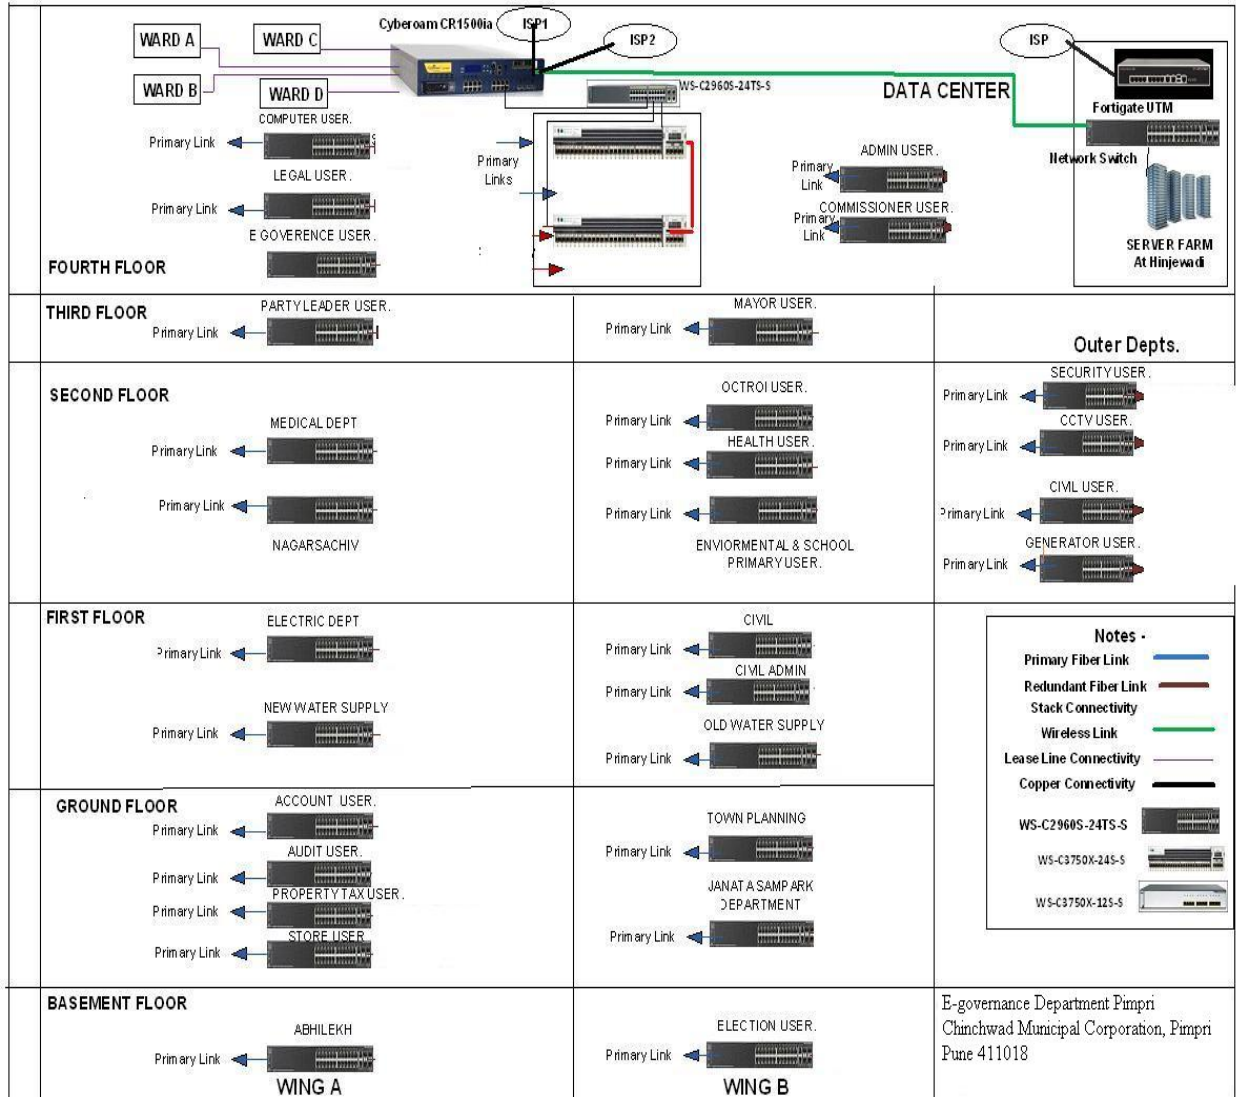 WARD A
WARD C
Cyberoam CR1500ia
ISP1
ISP2
ISP
WARD B
WARD D
WS-C2960S-24TS-S
DATA CENTER
Fortigate UTM
Network Switch
SERVER FARM
At Hinjewadi
COMPUTER USER.
Primary Link
LEGAL USER.
Primary Link
E GOVERENCE USER.
Primary
Links
ADMIN USER.
Primary
Link
COMMISSIONER USER.
Primary
Link
FOURTH FLOOR
THIRD FLOOR
PARTY LEADER USER.
Primary Link
MAYOR USER.
Primary Link
Outer Depts.
SECOND FLOOR
MEDICAL DEPT
Primary Link
Primary Link
NAGARSACHIV
OCTROI USER.
Primary Link
HEALTH USER.
Primary Link
Primary Link
ENVIORMENTAL & SCHOOL
PRIMARY USER.
SECURITY USER.
Primary Link
CCTV USER.
Primary Link
CIVIL USER.
Primary Link
GENERATOR USER.
Primary Link
FIRST FLOOR
ELECTRIC DEPT
Primary Link
NEW WATER SUPPLY
Primary Link
CIVIL
Primary Link
CIVIL ADMIN
Primary Link
OLD WATER SUPPLY
Primary Link
Notes -
Primary Fiber Link
Redundant Fiber Link
Stack Connectivity
Wireless Link
Lease Line Connectivity
Copper Connectivity
WS-C2960S-24TS-S
WS-C3750X-24S-S
WS-C3750X-12S-S
GROUND FLOOR
ACCOUNT USER.
Primary Link
AUDIT USER.
Primary Link
PROPERTY TAX USER.
Primary Link
STORE USER
Primary Link
TOWN PLANNING
Primary Link
JANATA SAMPARK
DEPARTMENT
Primary Link
BASEMENT FLOOR
ABHILEKH
Primary Link
WING A
ELECTION USER.
Primary Link
WING B
E-governance Department Pimpri
Chinchwad Municipal Corporation, Pimpri
Pune 411018